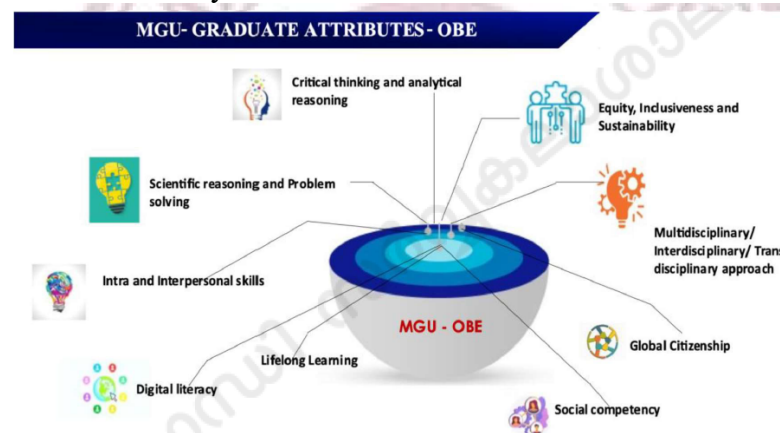 MGU- GRADUATE ATTRIBUTES - OBE
Critical thinking and analytical
reasoning
Equity, Inclusiveness and
Sustainability
Scientific reasoning and Problem
solving
Multidisciplinary/
Interdisciplinary/ Trans
disciplinary approach
Intra and Interpersonal skills
MGU - OBE
Global Citizenship
Lifelong Learning
Digital literacy
Social competency